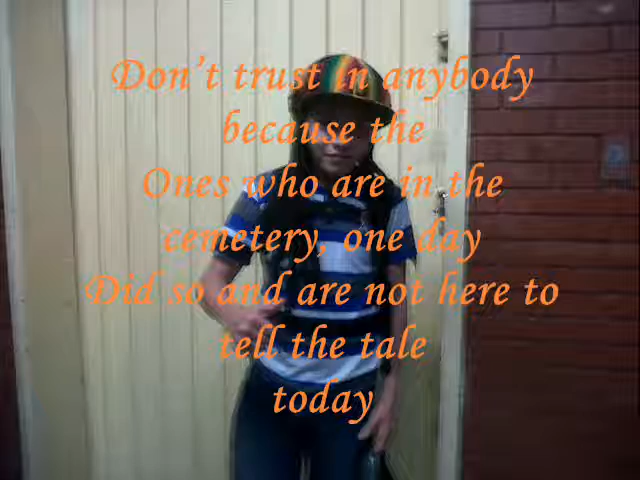 Don't trust in anybody
because the
Ones who are in the
cemetery, one day
Did so and are not here to
tell the tale
today